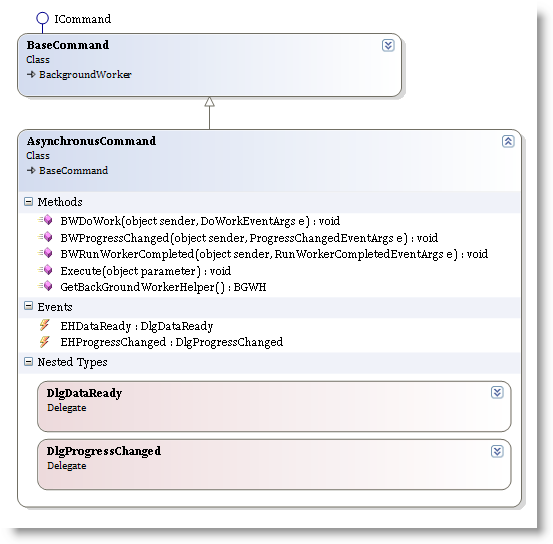 ICommand
BaseCommand
Class
BackgroundWorker
AsynchronusCommand
Class
BaseCommand
Methods
BWDoWork(object sender, DoWorkEventArgs e) : void
BWProgressChanged(object sender, ProgressChangedEventArgs e) : void
BWRunWorkerCompleted(object sender, RunWorkerCompletedEventArgs e) : void
Execute(object parameter) : void
GetBackGroundWorkerHelper() : BGWH
Events
EHDataReady : DlgDataReady
EHProgressChanged : DlgProgressChanged
Nested Types
DlgDataReady
Delegate
DlgProgressChanged
Delegate